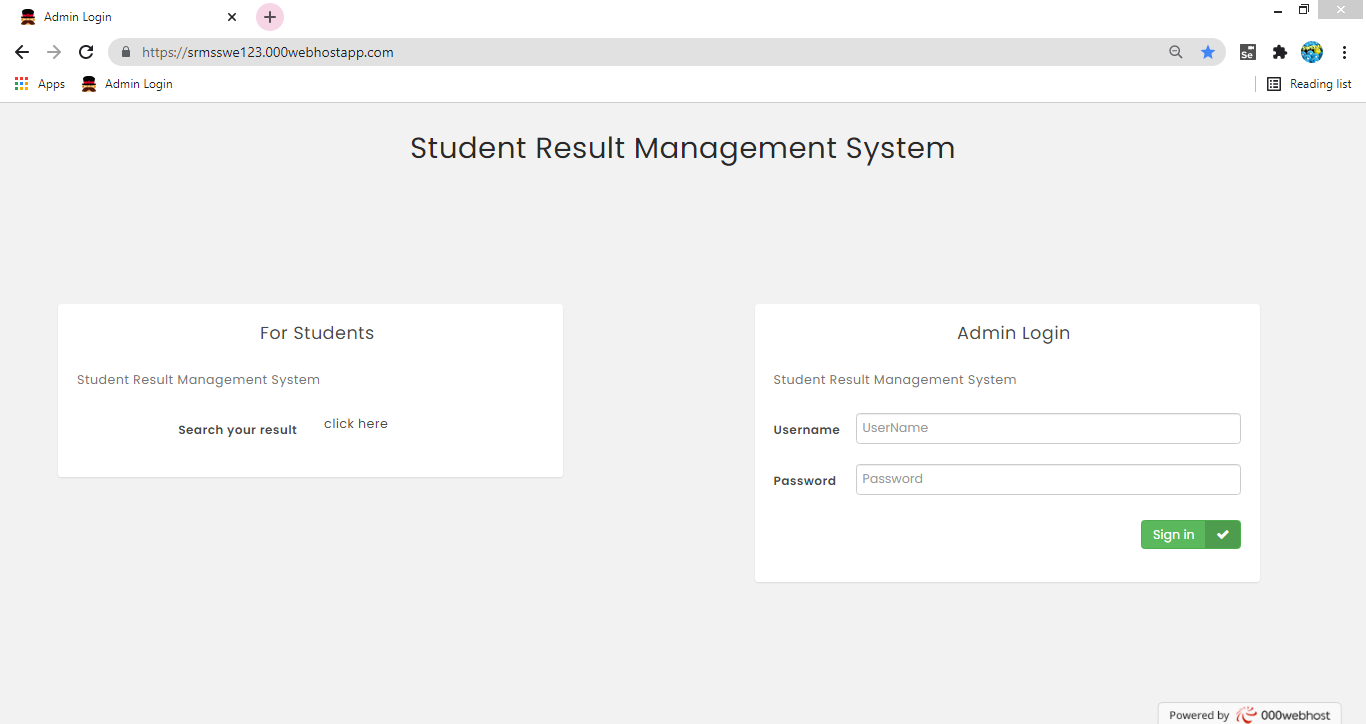 Admin Login
https://srmsswe123.000webhostapp.com
Se
Apps
Admin Login
Reading list
Student Result Management System
For Students
Student Result Management System
Search your result click here
Admin Login
Student Result Management System
Username UserName
Password Password
Sign in
Powered by 000webhost